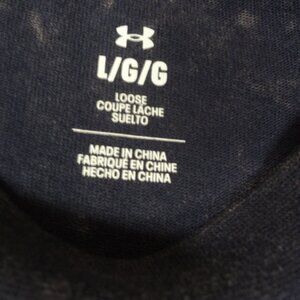 L/G/G
LOOSE
COUPE LÂCHE
SUELTO
MADE IN CHINA
FABRIQUÉ EN CHINE
HECHO EN CHINA